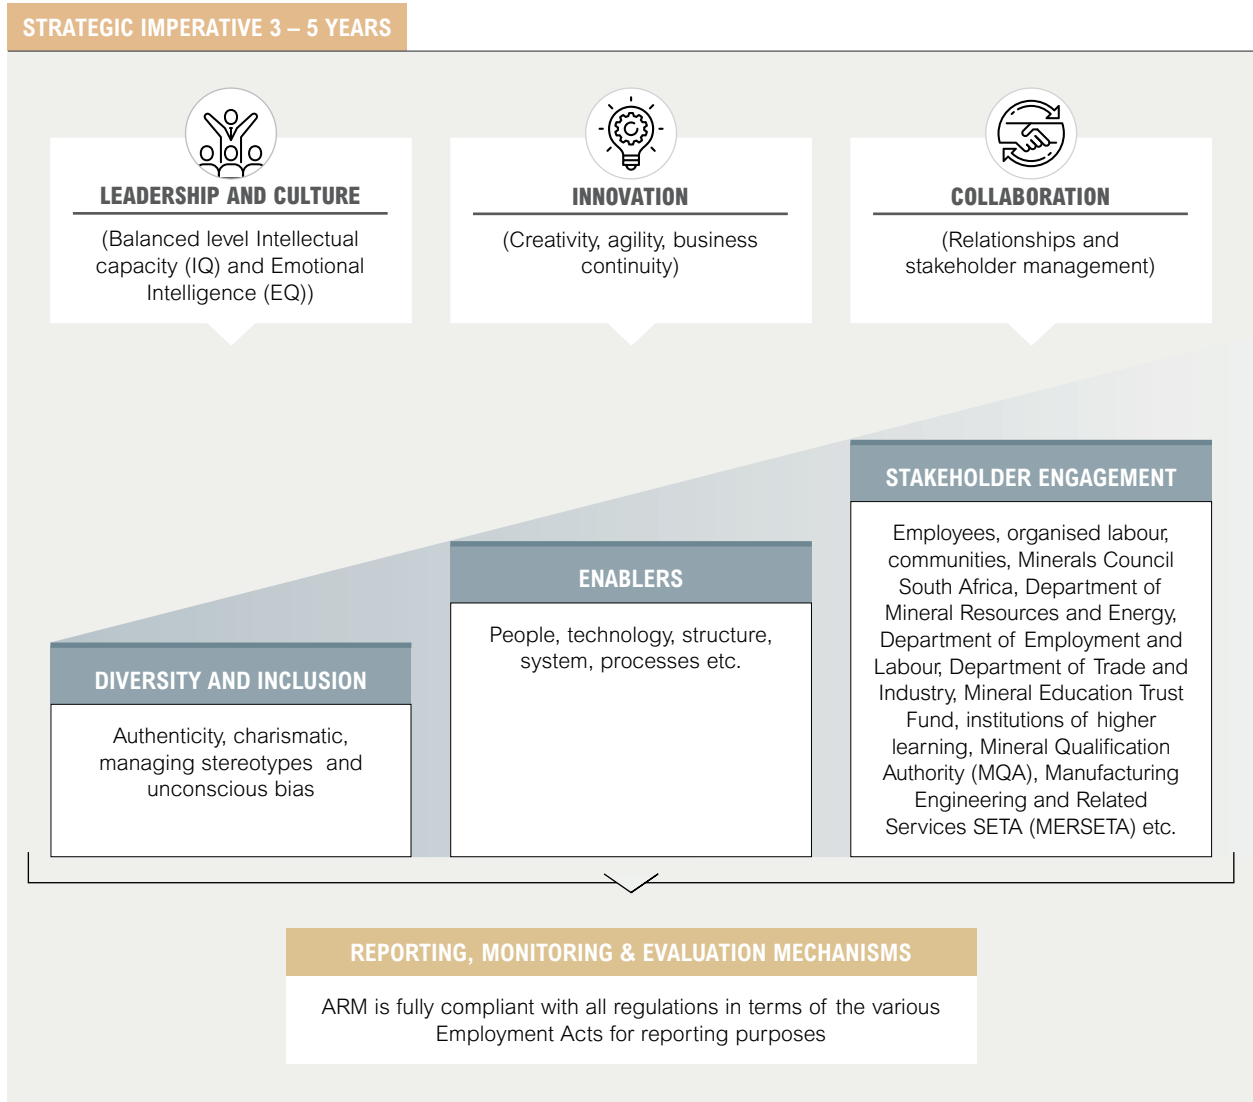 STRATEGIC IMPERATIVE 3 – 5 YEARS
LEADERSHIP AND CULTURE
(Balanced level Intellectual
capacity (IQ) and Emotional
Intelligence (EQ))
INNOVATION
(Creativity, agility, business
continuity)
COLLABORATION
(Relationships and
stakeholder management)
DIVERSITY AND INCLUSION
Authenticity, charismatic,
managing stereotypes and
unconscious bias
ENABLERS
People, technology, structure,
system, processes etc.
STAKEHOLDER ENGAGEMENT
Employees, organised labour,
communities, Minerals Council
South Africa, Department of
Mineral Resources and Energy,
Department of Employment and
Labour, Department of Trade and
Industry, Mineral Education Trust
Fund, institutions of higher
learning, Mineral Qualification
Authority (MQA), Manufacturing
Engineering and Related
Services SETA (MERSETA) etc.
REPORTING, MONITORING & EVALUATION MECHANISMS
ARM is fully compliant with all regulations in terms of the various
Employment Acts for reporting purposes